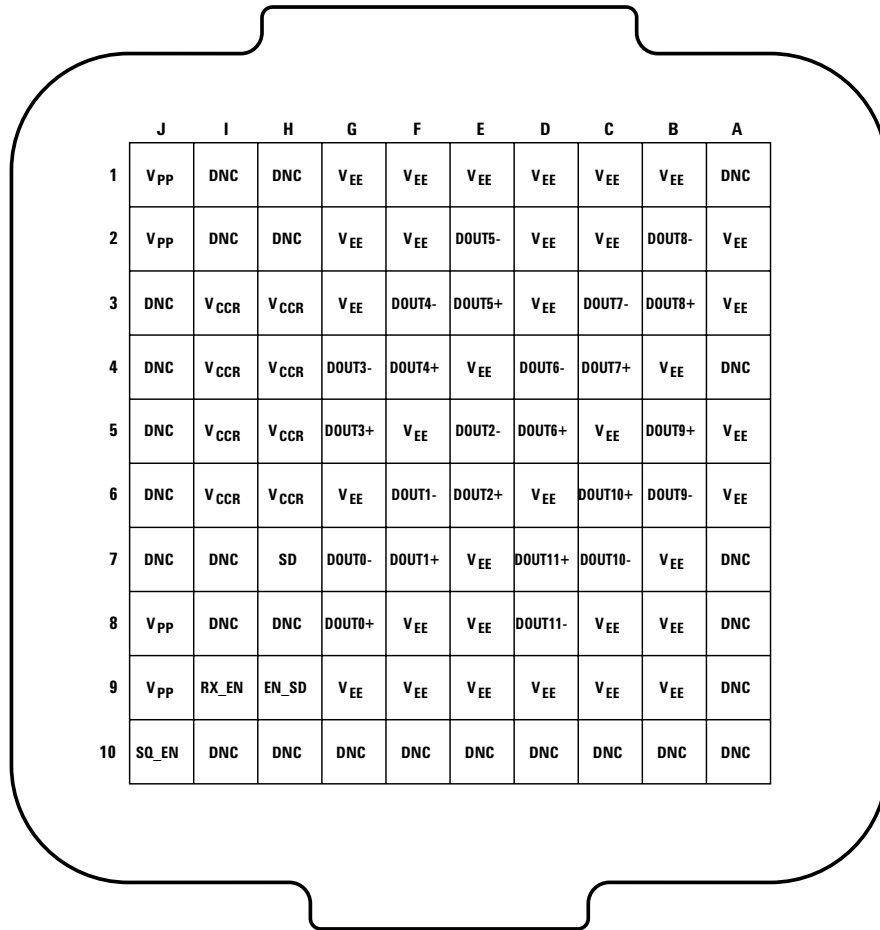 J I H G F E D C B A
1 VPP DNC DNC VEE VEE VEE VEE VEE VEE DNC
2 VPP DNC DNC VEE VEE DOUT5- VEE VEE DOUT8- VEE
3 DNC VCCR VCCR VEE DOUT4- DOUT5+ VEE DOUT7- DOUT8+ VEE
4 DNC VCCR VCCR DOUT3- DOUT4+ VEE DOUT6- DOUT7+ VEE DNC
5 DNC VCCR VCCR DOUT3+ VEE DOUT2- DOUT6+ VEE DOUT9+ VEE
6 DNC VCCR VCCR VEE DOUT1- DOUT2+ VEE DOUT10+ DOUT9- VEE
7 DNC DNC SD DOUT0- DOUT1+ VEE DOUT11+ DOUT10- VEE DNC
8 VPP DNC DNC DOUT0+ VEE VEE DOUT11- VEE VEE DNC
9 VPP RX_EN EN_SD VEE VEE VEE VEE VEE VEE DNC
10 SQ_EN DNC DNC DNC DNC DNC DNC DNC DNC DNC